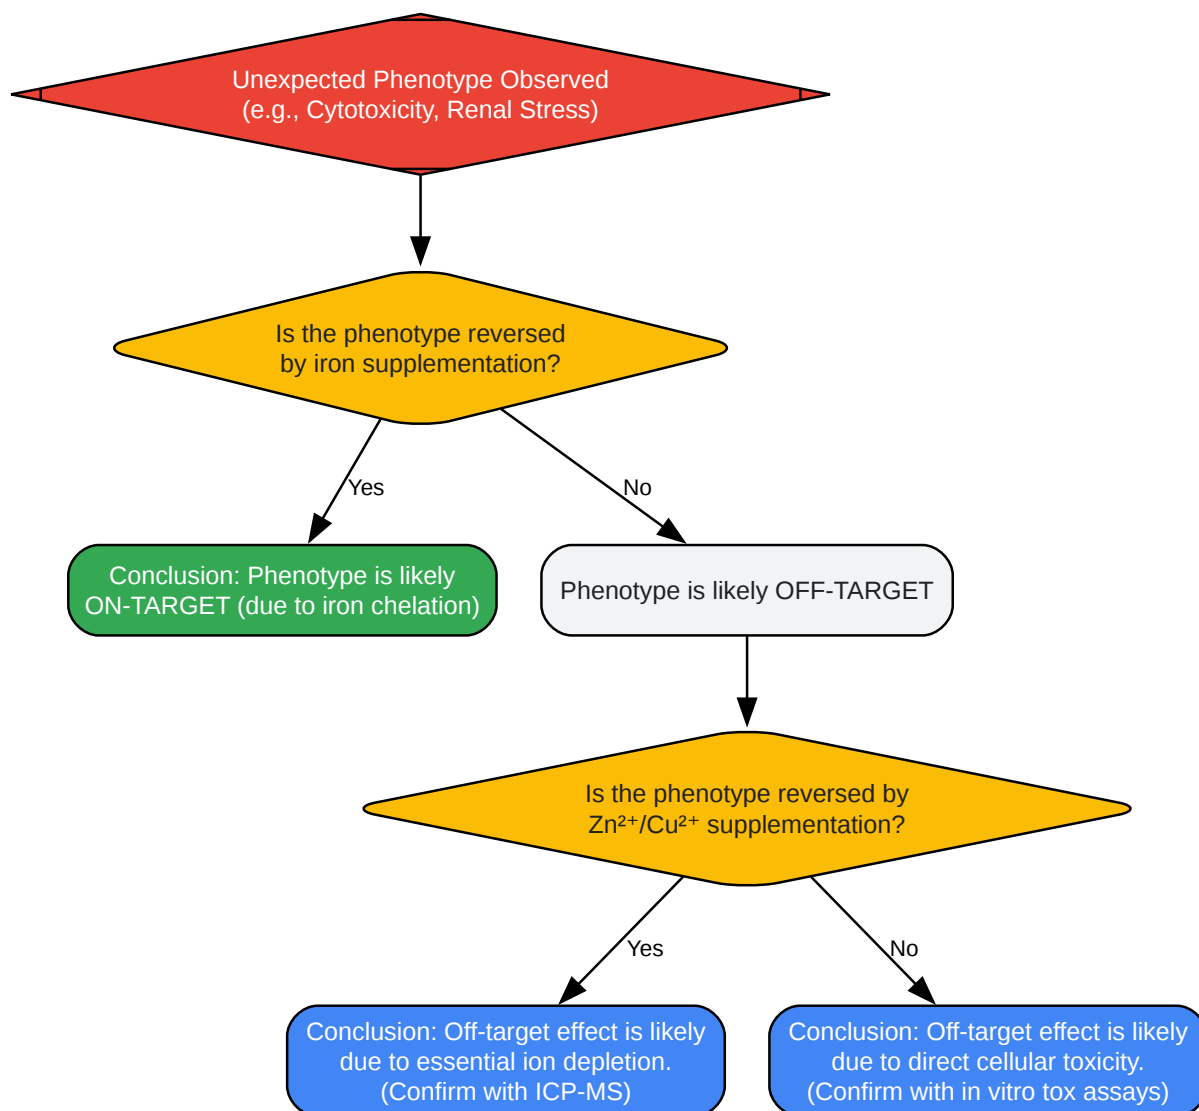 Unexpected Phenotype Observed
(e.g., Cytotoxicity, Renal Stress)
Is the phenotype reversed
by iron supplementation?
Yes
No
Conclusion: Phenotype is likely
ON-TARGET (due to iron chelation)
Phenotype is likely OFF-TARGET
Is the phenotype reversed by
Zn²⁺/Cu²⁺ supplementation?
Yes
No
Conclusion: Off-target effect is likely
due to essential ion depletion.
(Confirm with ICP-MS)
Conclusion: Off-target effect is likely
due to direct cellular toxicity.
(Confirm with in vitro tox assays)